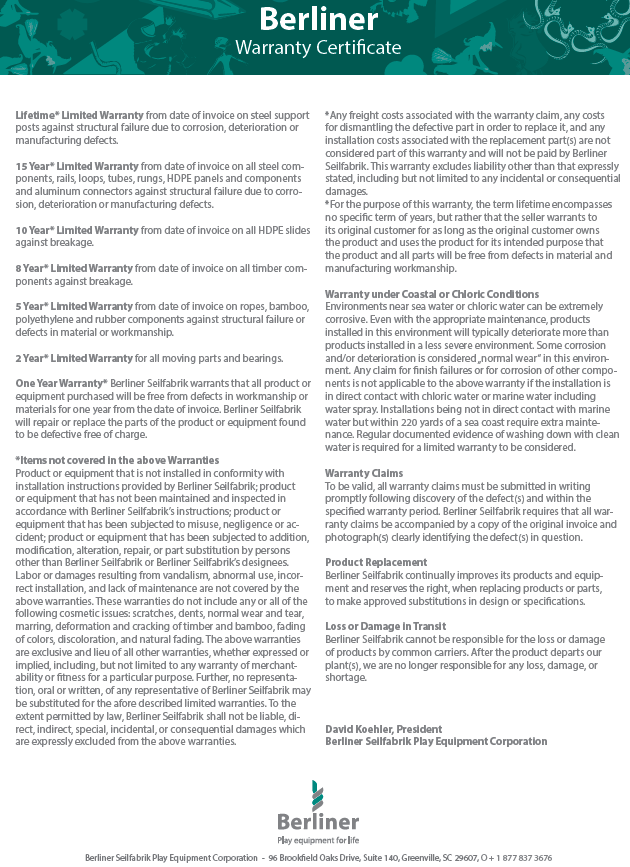 Berliner
Warranty Certificate
Lifetime* Limited Warranty from date of invoice on steel support
posts against structural failure due to corrosion, deterioration or
manufacturing defects.
15 Year* Limited Warranty from date of invoice on all steel com-
ponents, rails, loops, tubes, rungs, HDPE panels and components
and aluminum connectors against structural failure due to corro-
sion, deterioration or manufacturing defects.
10 Year* Limited Warranty from date of invoice on all HDPE slides
against breakage.
8 Year* Limited Warranty from date of invoice on all timber com-
ponents against breakage.
5 Year* Limited Warranty from date of invoice on ropes, bamboo,
polyethylene and rubber components against structural failure or
defects in material or workmanship.
2 Year* Limited Warranty for all moving parts and bearings.
One Year Warranty* Berliner Seilfabrik warrants that all product or
equipment purchased will be free from defects in workmanship or
materials for one year from the date of invoice. Berliner Seilfabrik
will repair or replace the parts of the product or equipment found
to be defective free of charge.
*Items not covered in the above Warranties
Product or equipment that is not installed in conformity with
installation instructions provided by Berliner Seilfabrik; product
or equipment that has not been maintained and inspected in
accordance with Berliner Seilfabrik's instructions; product or
equipment that has been subjected to misuse, negligence or ac-
cident; product or equipment that has been subjected to addition,
modification, alteration, repair, or part substitution by persons
other than Berliner Seilfabrik or Berliner Seilfabrik's designees.
Labor or damages resulting from vandalism, abnormal use, incor-
rect installation, and lack of maintenance are not covered by the
above warranties. These warranties do not include any or all of the
following cosmetic issues: scratches, dents, normal wear and tear,
marring, deformation and cracking of timber and bamboo, fading
of colors, discoloration, and natural fading. The above warranties
are exclusive and lieu of all other warranties, whether expressed or
implied, including, but not limited to any warranty of merchant-
ability or fitness for a particular purpose. Further, no representa-
tion, oral or written, of any representative of Berliner Seilfabrik may
be substituted for the afore described limited warranties. To the
extent permitted by law, Berliner Seilfabrik shall not be liable, di-
rect, indirect, special, incidental, or consequential damages which
are expressly excluded from the above warranties.
*Any freight costs associated with the warranty claim, any costs
for dismantling the defective part in order to replace it, and any
installation costs associated with the replacement part(s) are not
considered part of this warranty and will not be paid by Berliner
Seilfabrik. This warranty excludes liability other than that expressly
stated, including but not limited to any incidental or consequential
damages.
*For the purpose of this warranty, the term lifetime encompasses
no specific term of years, but rather that the seller warrants to
its original customer for as long as the original customer owns
the product and uses the product for its intended purpose that
the product and all parts will be free from defects in material and
manufacturing workmanship.
Warranty under Coastal or Chloric Conditions
Environments near sea water or chloric water can be extremely
corrosive. Even with the appropriate maintenance, products
installed in this environment will typically deteriorate more than
products installed in a less severe environment. Some corrosion
and/or deterioration is considered „normal wear" in this environ-
ment. Any claim for finish failures or for corrosion of other compo-
nents is not applicable to the above warranty if the installation is
in direct contact with chloric water or marine water including
water spray. Installations being not in direct contact with marine
water but within 220 yards of a sea coast require extra mainte-
nance. Regular documented evidence of washing down with clean
water is required for a limited warranty to be considered.
Warranty Claims
To be valid, all warranty claims must be submitted in writing
promptly following discovery of the defect(s) and within the
specified warranty period. Berliner Seilfabrik requires that all war-
ranty claims be accompanied by a copy of the original invoice and
photograph(s) clearly identifying the defect(s) in question.
Product Replacement
Berliner Seilfabrik continually improves its products and equip-
ment and reserves the right, when replacing products or parts,
to make approved substitutions in design or specifications.
Loss or Damage in Transit
Berliner Seilfabrik cannot be responsible for the loss or damage
of products by common carriers. After the product departs our
plant(s), we are no longer responsible for any loss, damage, or
shortage.
David Koehler, President
Berliner Seilfabrik Play Equipment Corporation
Berliner
Play equipment for life
Berliner Seilfabrik Play Equipment Corporation - 96 Brookfield Oaks Drive, Suite 140, Greenville, SC 29607, O + 1 877 837 3676